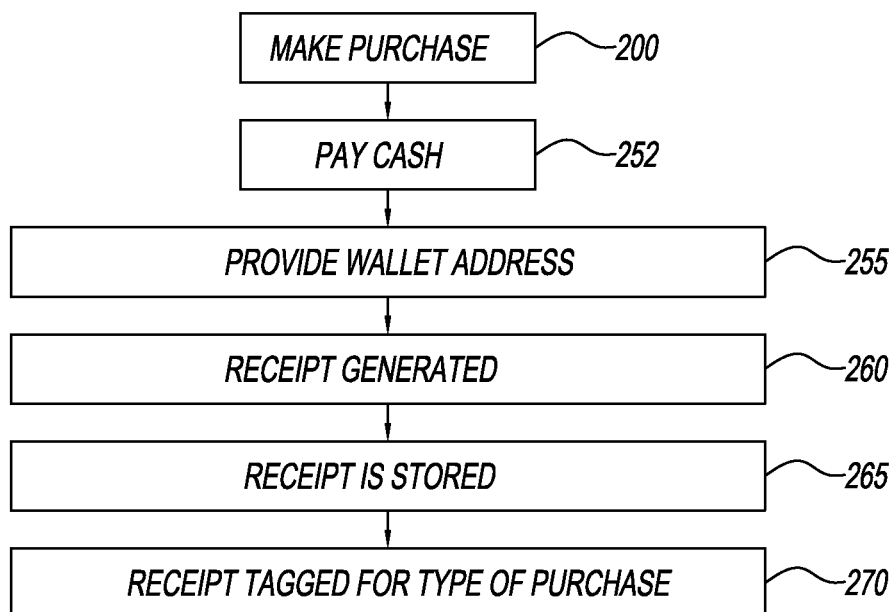 MAKE PURCHASE 200
PAY CASH 252
PROVIDE WALLET ADDRESS 255
RECEIPT GENERATED 260
RECEIPT IS STORED 265
RECEIPT TAGGED FOR TYPE OF PURCHASE 270